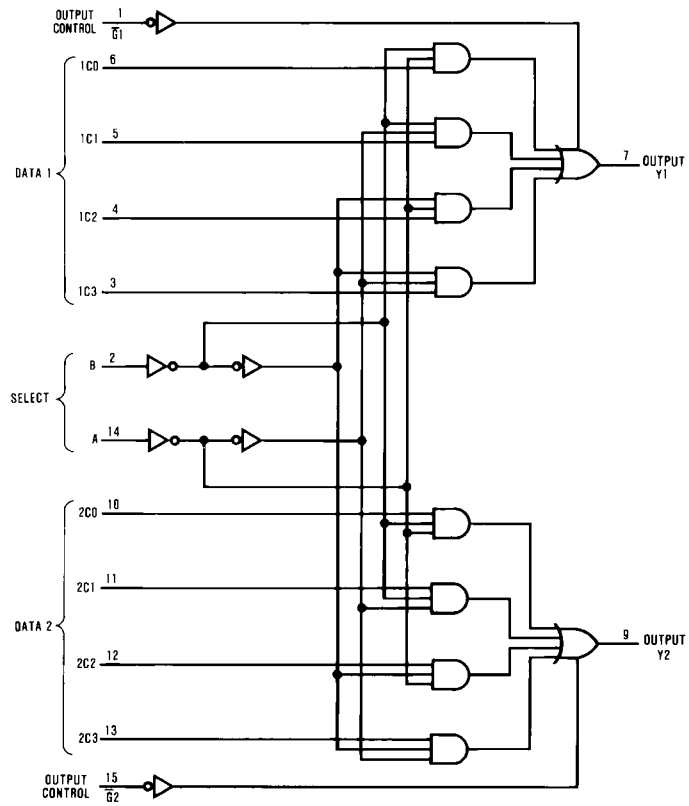 OUTPUT
CONTROL
1
G1
1C0
6
1C1
5
DATA 1
1C2
4
1C3
3
7
OUTPUT
Y1
B
2
SELECT
A
14
2C0
10
2C1
11
DATA 2
2C2
12
2C3
13
9
OUTPUT
Y2
OUTPUT
CONTROL
15
G2